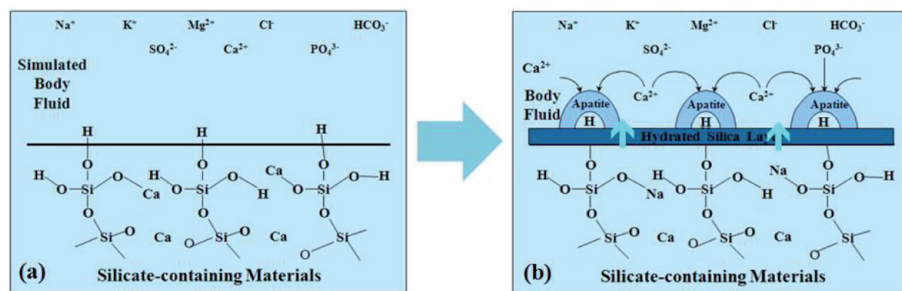 Na⁺ K⁺ Mg²⁺ Cl⁻ HCO₃⁻
SO₄²⁻ Ca²⁺ PO₄³⁻
Simulated
Body
Fluid
H H H
O O O
H O Si O Ca H O Si O H Ca O Si O H
O O O
Si O Ca O Si Ca O Si
(a) Silicate-containing Materials
Na⁺ K⁺ Mg²⁺ Cl⁻ HCO₃⁻
SO₄²⁻ PO₄³⁻
Ca²⁺ Ca²⁺ Ca²⁺
Body
Fluid
Apatite Apatite Apatite
H H H
Hydrated Silica Lay
O O O
H O Si O Na H O Si O H Na O Si O H
O O O
Si O Ca O Si Ca O Si
(b) Silicate-containing Materials